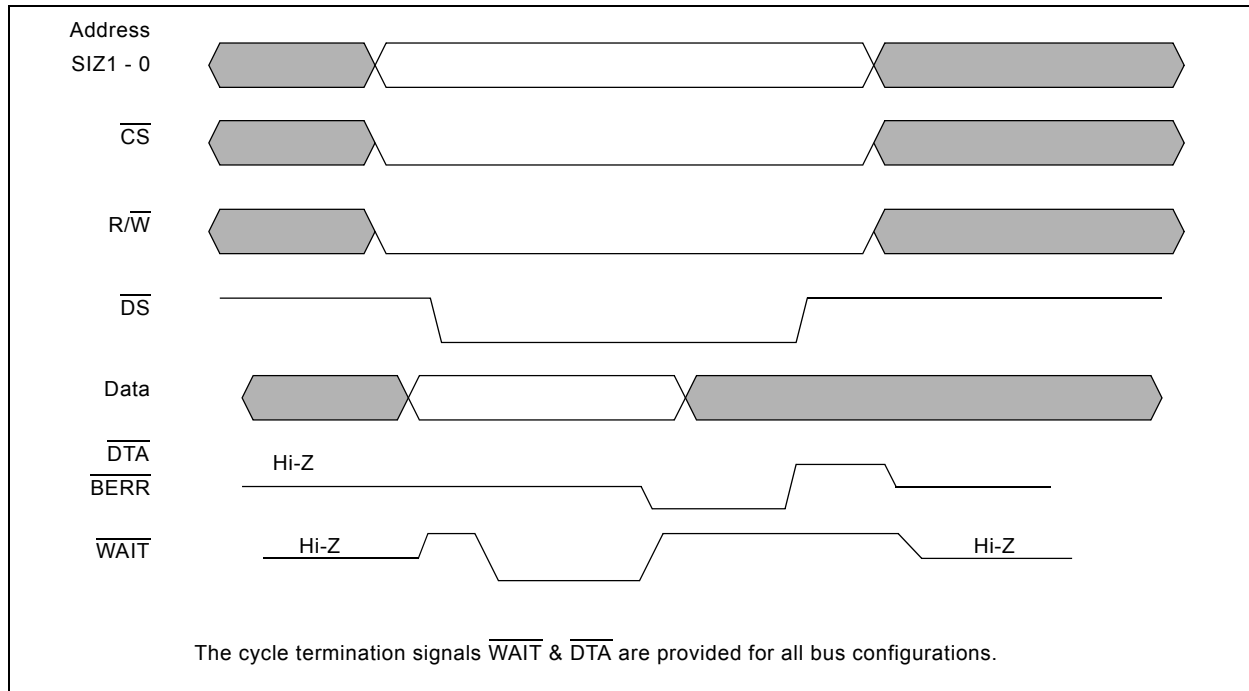 Address
SIZ1 - 0
CS
R/W
DS
Data
DTA
Hi-Z
BERR
WAIT
Hi-Z
Hi-Z
The cycle termination signals WAIT & DTA are provided for all bus configurations.